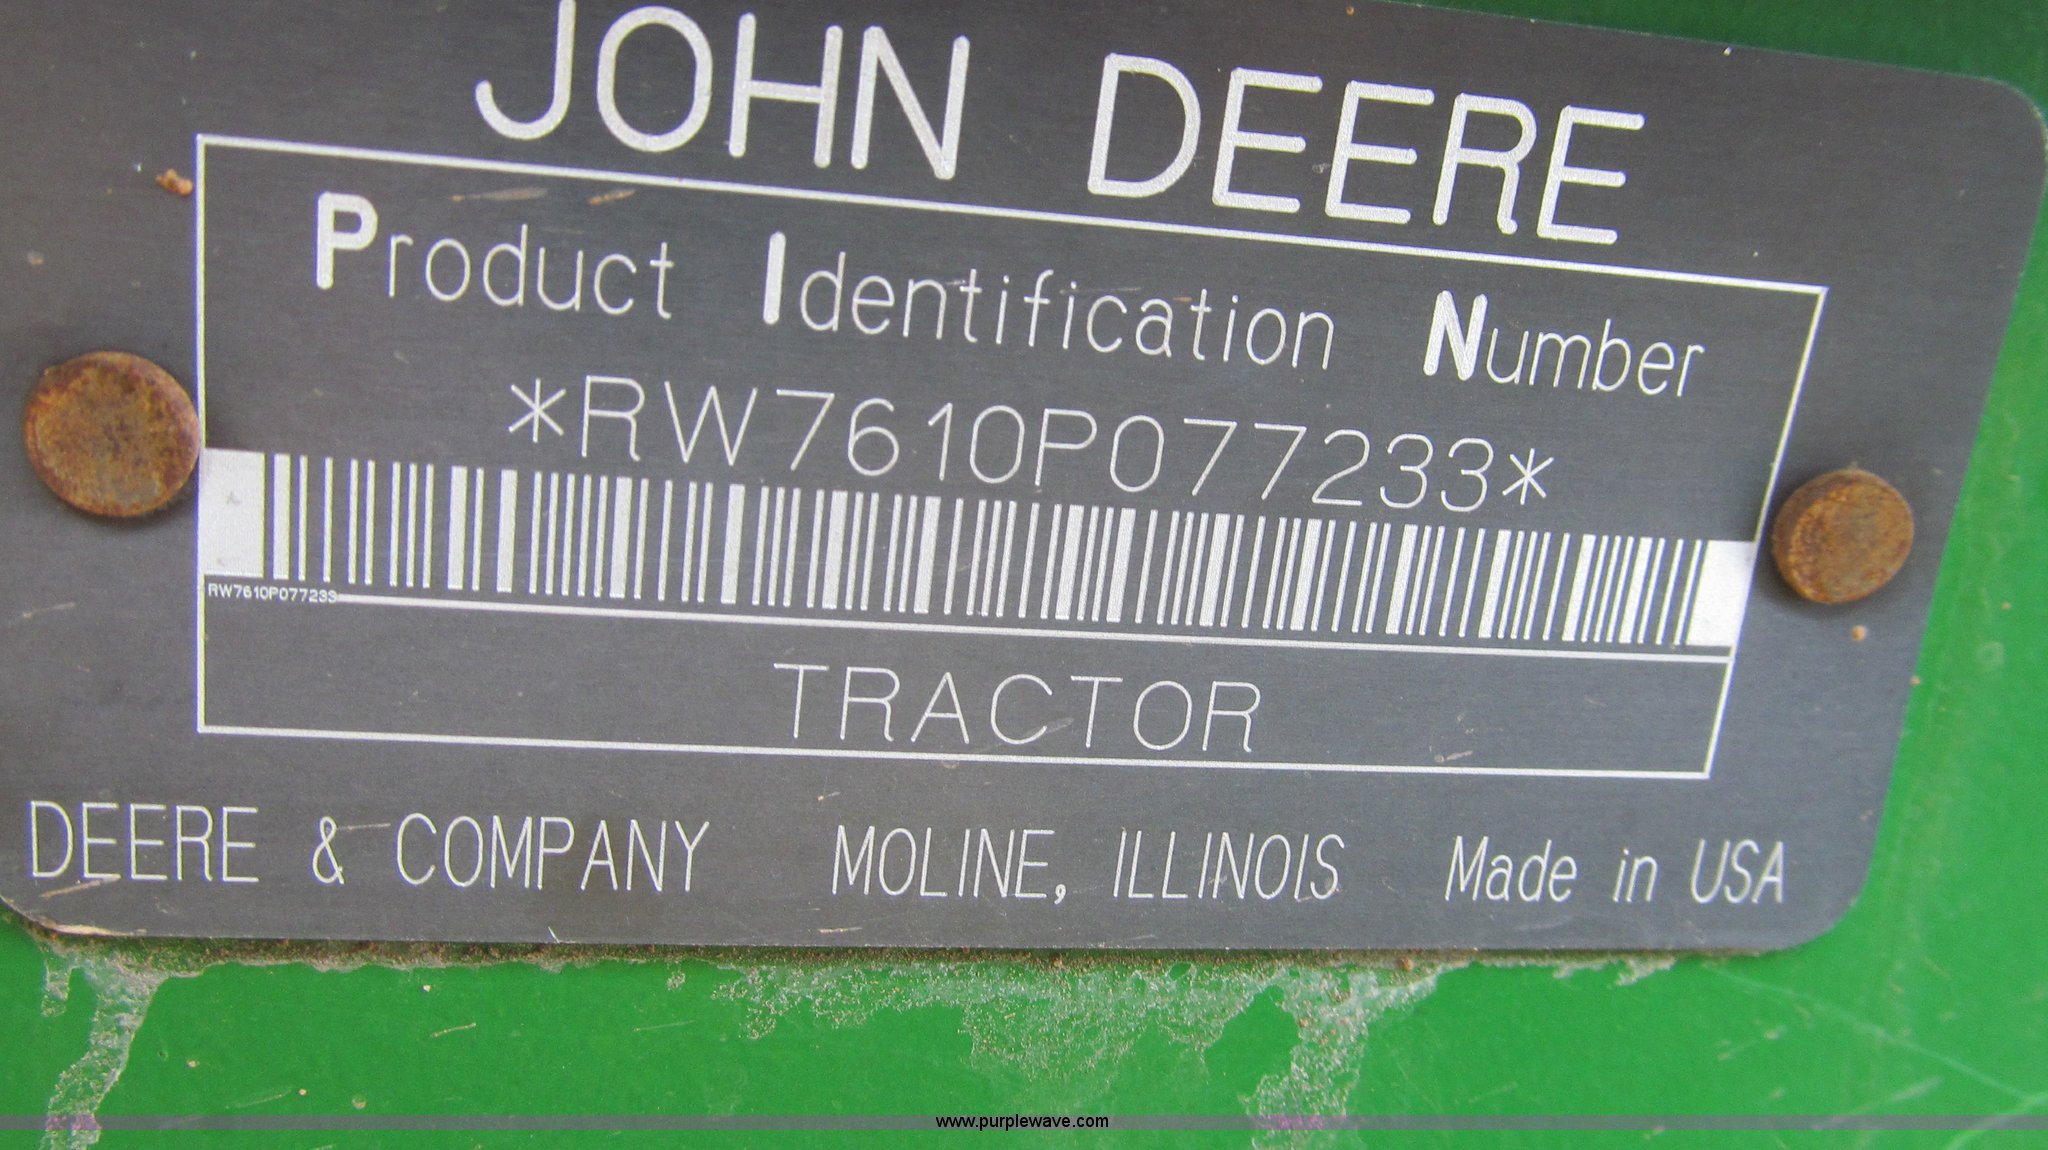 JOHN DEERE
Product Identification Number
*RW7610P077233*
RW7610P077233
TRACTOR
DEERE & COMPANY MOLINE, ILLINOIS Made in USA
www.purplewave.com